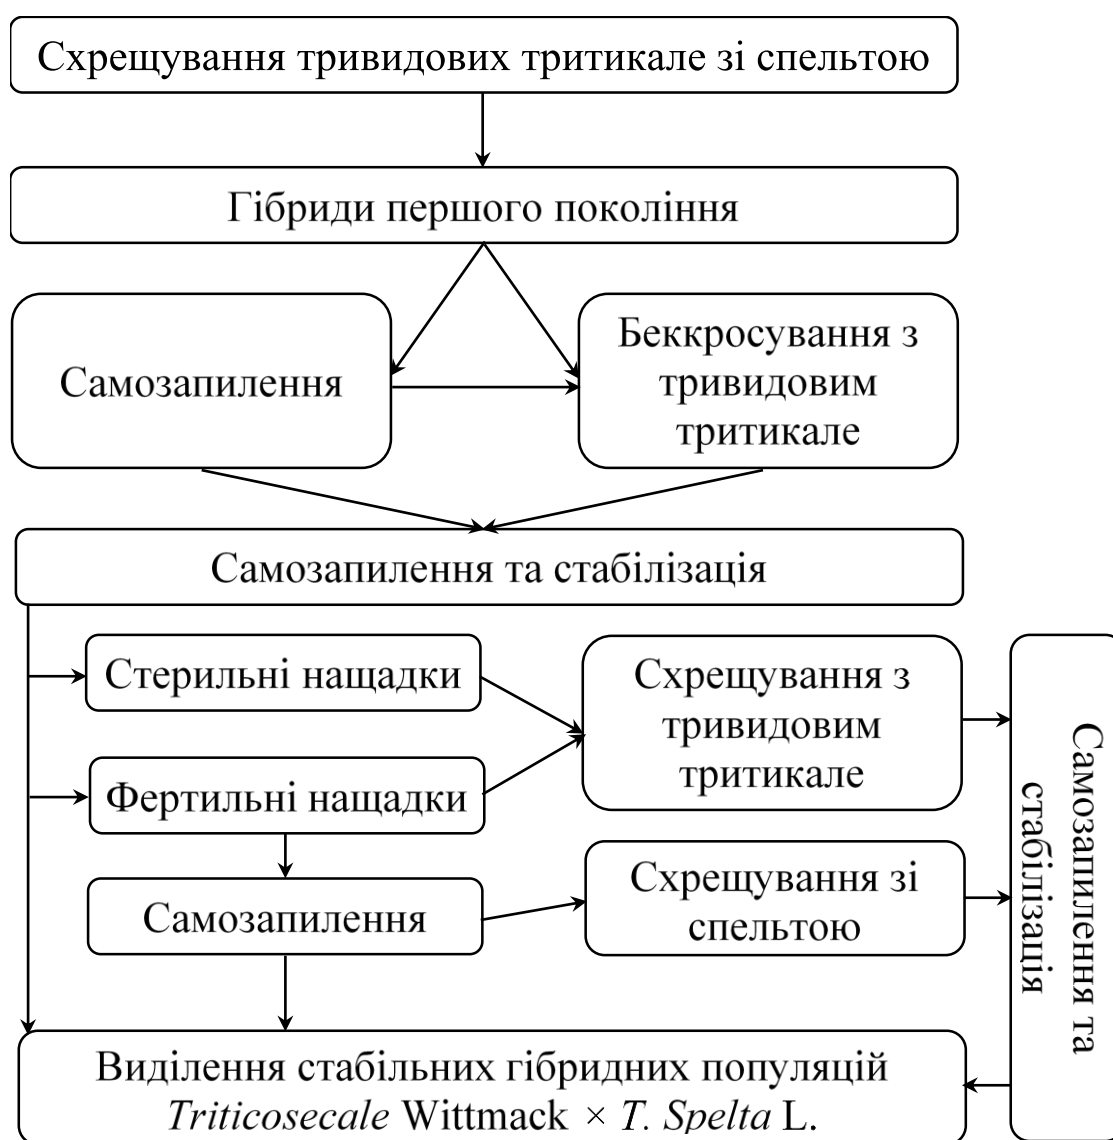 Схрещування тривидових тритикале зі спельтою
Гібриди першого покоління
Самозапилення
Беккросування з
тривидовим
тритикале
Самозапилення та стабілізація
Стерильні нащадки
Схрещування з
тривидовим
тритикале
Фертильні нащадки
Самозапилення
Схрещування зі
спельтою
Самозапилення та
стабілізація
Виділення стабільних гібридних популяцій
Triticosecale Wittmack × T. Spelta L.